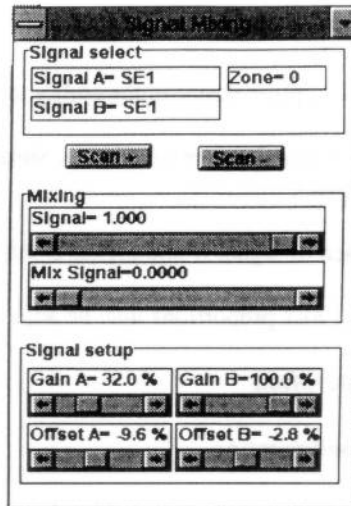 Signal Mixing
Signal select
Signal A= SE1 Zone= 0
Signal B= SE1
Scan + Scan -
Mixing
Signal= 1.000
Mix Signal=0.0000
Signal setup
Gain A= 32.0 % Gain B=100.0 %
Offset A= -9.6 % Offset B= -2.8 %